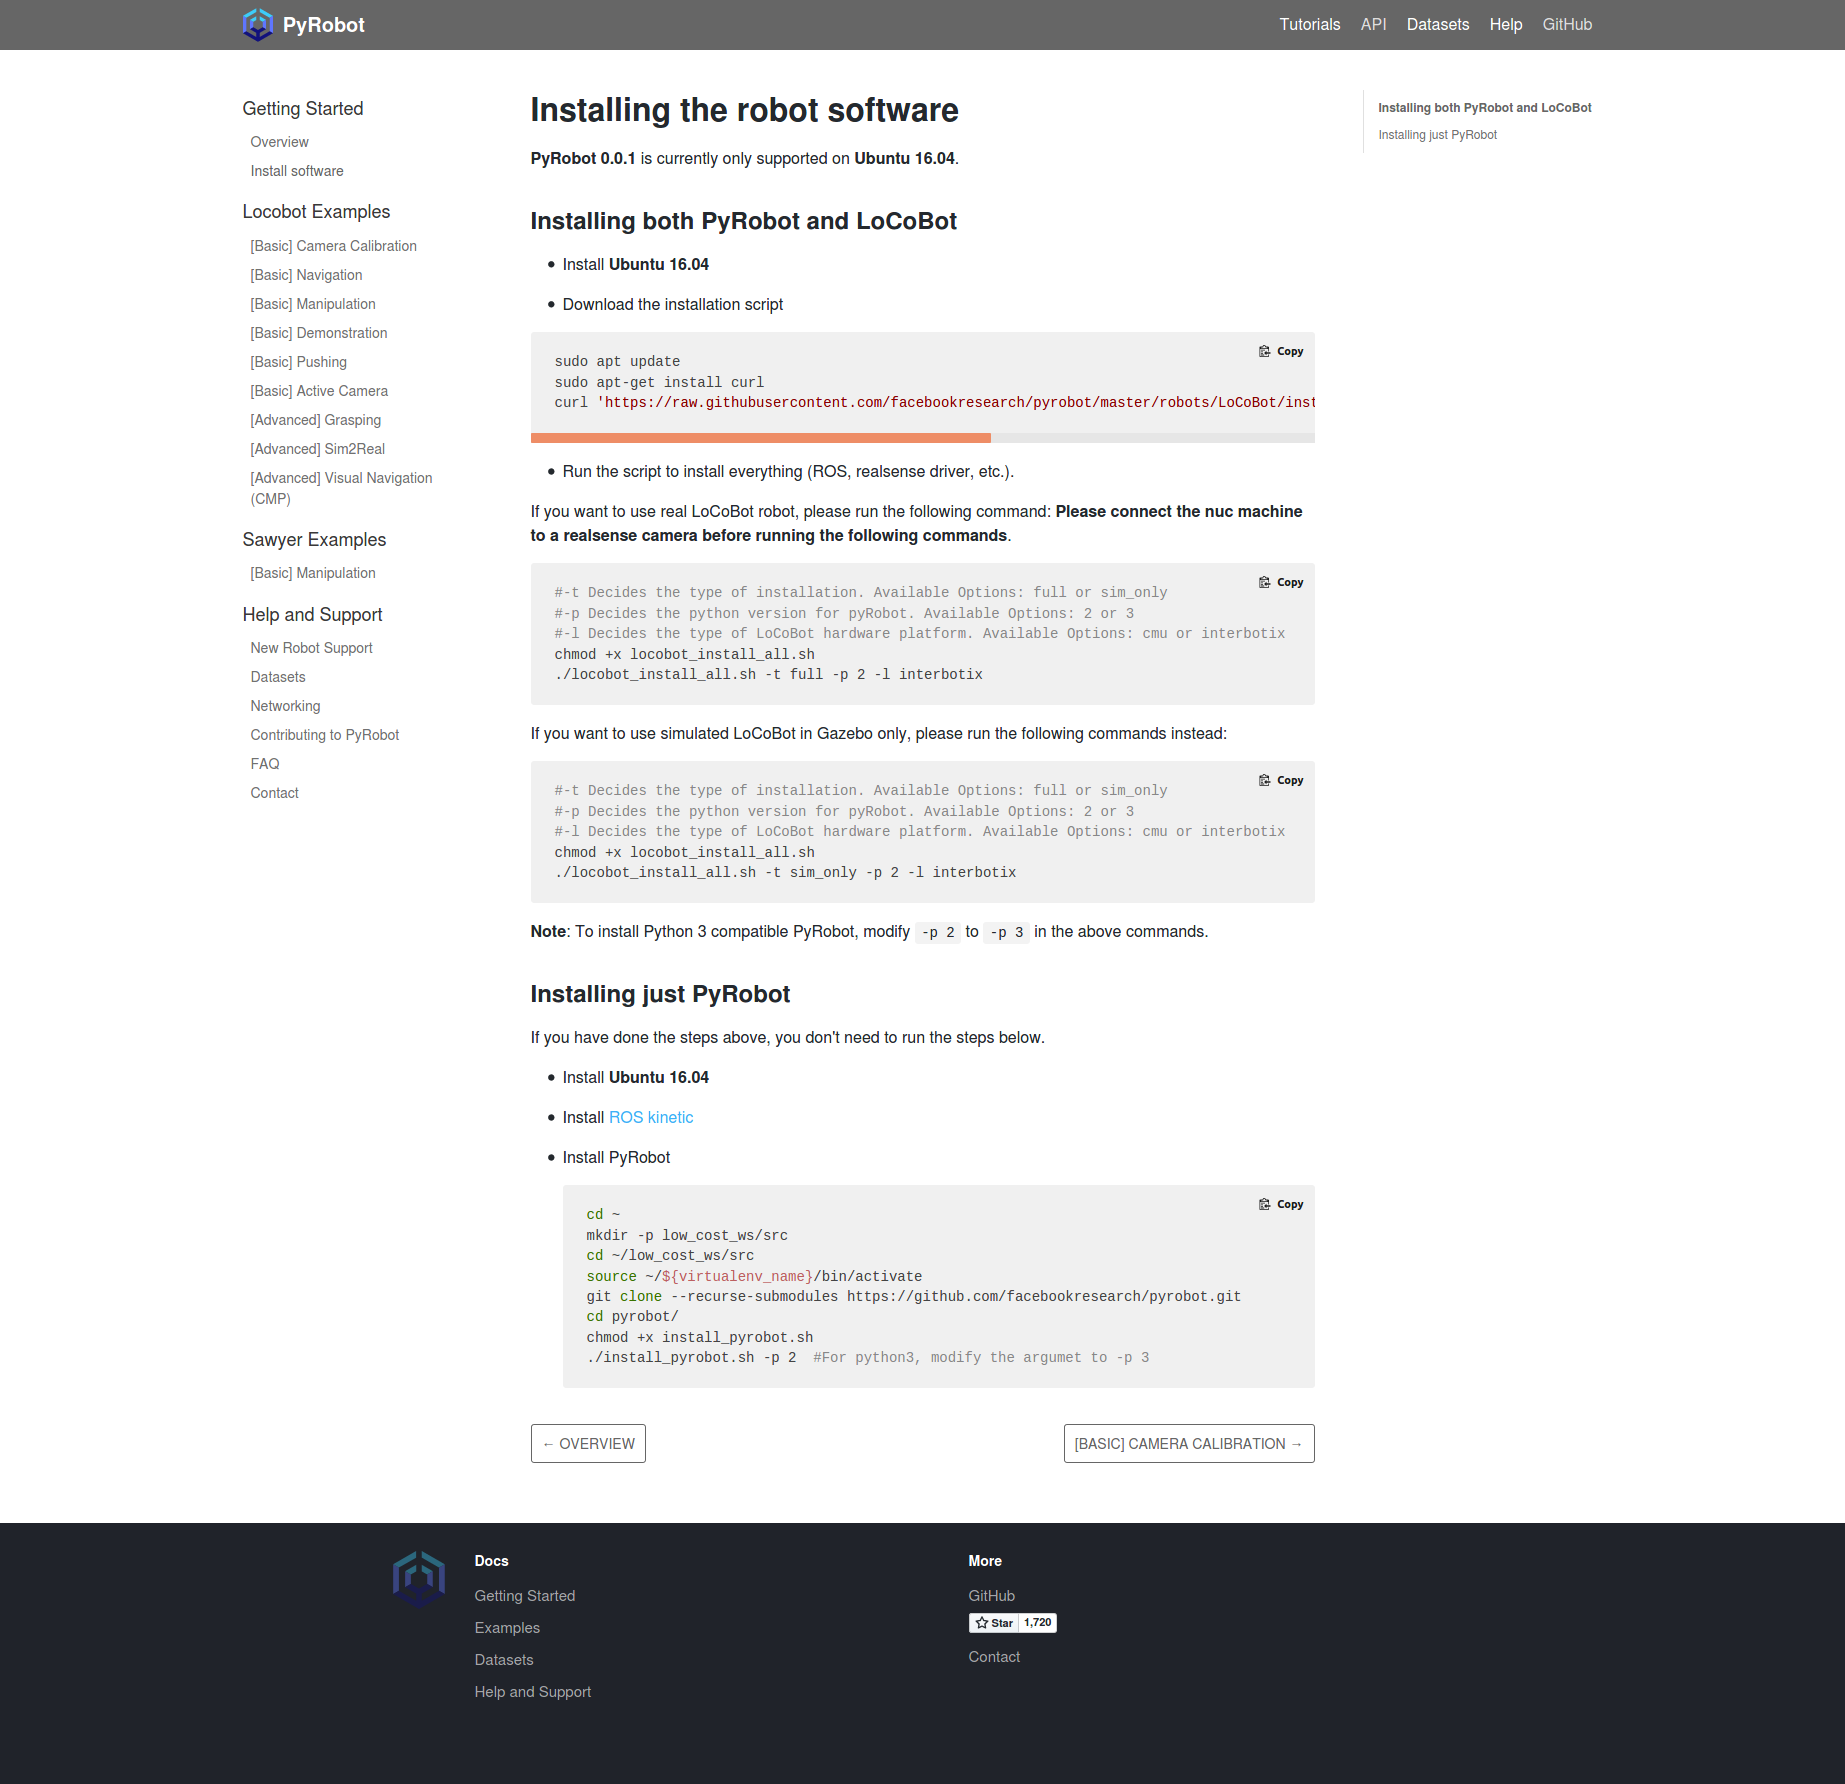 PyRobot
Tutorials API Datasets Help GitHub
Getting Started
Overview
Install software
Locobot Examples
[Basic] Camera Calibration
[Basic] Navigation
[Basic] Manipulation
[Basic] Demonstration
[Basic] Pushing
[Basic] Active Camera
[Advanced] Grasping
[Advanced] Sim2Real
[Advanced] Visual Navigation
(CMP)
Sawyer Examples
[Basic] Manipulation
Help and Support
New Robot Support
Datasets
Networking
Contributing to PyRobot
FAQ
Contact
Installing the robot software
PyRobot 0.0.1 is currently only supported on Ubuntu 16.04.
Installing both PyRobot and LoCoBot
• Install Ubuntu 16.04
• Download the installation script
Copy
sudo apt update
sudo apt-get install curl
curl 'https://raw.githubusercontent.com/facebookresearch/pyrobot/master/robots/LoCoBot/inst
• Run the script to install everything (ROS, realsense driver, etc.).
If you want to use real LoCoBot robot, please run the following command: Please connect the nuc machine
to a realsense camera before running the following commands.
Copy
#-t Decides the type of installation. Available Options: full or sim_only
#-p Decides the python version for pyRobot. Available Options: 2 or 3
#-l Decides the type of LoCoBot hardware platform. Available Options: cmu or interbotix
chmod +x locobot_install_all.sh
./locobot_install_all.sh -t full -p 2 -l interbotix
If you want to use simulated LoCoBot in Gazebo only, please run the following commands instead:
Copy
#-t Decides the type of installation. Available Options: full or sim_only
#-p Decides the python version for pyRobot. Available Options: 2 or 3
#-l Decides the type of LoCoBot hardware platform. Available Options: cmu or interbotix
chmod +x locobot_install_all.sh
./locobot_install_all.sh -t sim_only -p 2 -l interbotix
Note: To install Python 3 compatible PyRobot, modify -p 2 to -p 3 in the above commands.
Installing just PyRobot
If you have done the steps above, you don't need to run the steps below.
• Install Ubuntu 16.04
• Install ROS kinetic
• Install PyRobot
Copy
cd ~
mkdir -p low_cost_ws/src
cd ~/low_cost_ws/src
source ~/${virtualenv_name}/bin/activate
git clone --recurse-submodules https://github.com/facebookresearch/pyrobot.git
cd pyrobot/
chmod +x install_pyrobot.sh
./install_pyrobot.sh -p 2  #For python3, modify the argumet to -p 3
← OVERVIEW
[BASIC] CAMERA CALIBRATION →
Installing both PyRobot and LoCoBot
Installing just PyRobot
Docs
Getting Started
Examples
Datasets
Help and Support
More
GitHub
Star 1,720
Contact